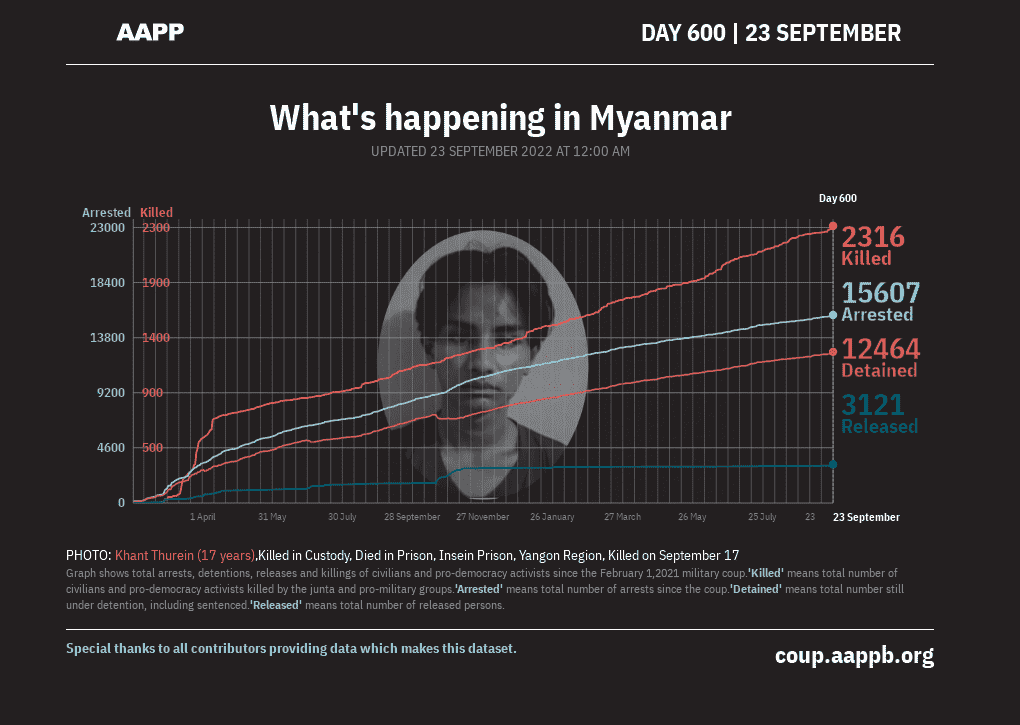 AAPP
DAY 600 | 23 SEPTEMBER
What's happening in Myanmar
UPDATED 23 SEPTEMBER 2022 AT 12:00 AM
Day 600
Arrested Killed
23000 2300
18400 1900
13800 1400
9200 900
4600 500
0
2316
Killed
15607
Arrested
12464
Detained
3121
Released
1 April 31 May 30 July 28 September 27 November 26 January 27 March 26 May 25 July 23 23 September
PHOTO: Khant Thurein (17 years),Killed in Custody, Died in Prison, Insein Prison, Yangon Region, Killed on September 17
Graph shows total arrests, detentions, releases and killings of civilians and pro-democracy activists since the February 1,2021 military coup.'Killed' means total number of
civilians and pro-democracy activists killed by the junta and pro-military groups.'Arrested' means total number of arrests since the coup.'Detained' means total number still
under detention, including sentenced.'Released' means total number of released persons.
Special thanks to all contributors providing data which makes this dataset.
coup.aappb.org